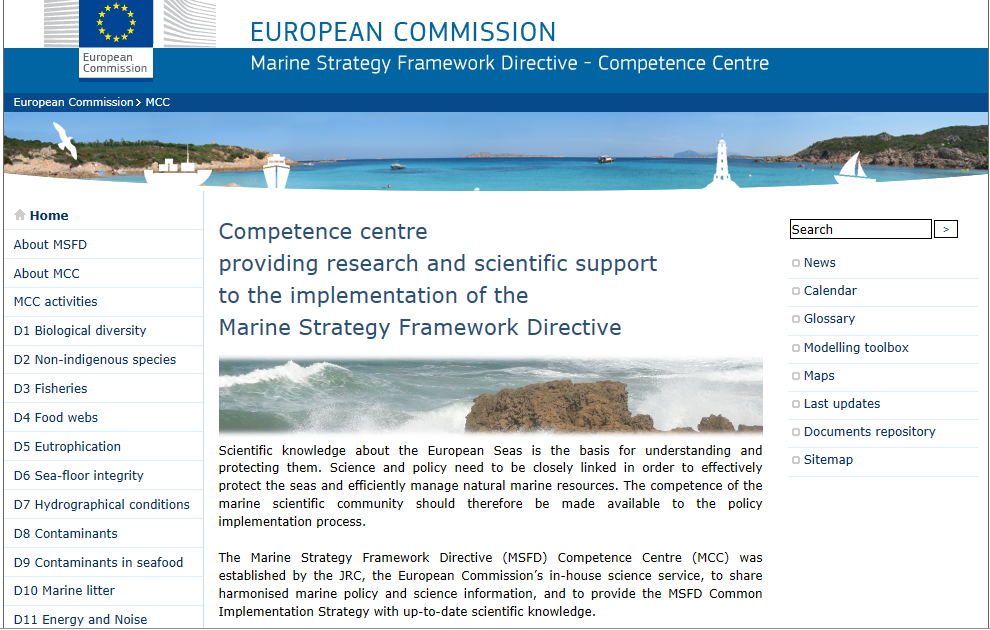 European
Commission
EUROPEAN COMMISSION
Marine Strategy Framework Directive - Competence Centre
European Commission > MCC
Home
About MSFD
About MCC
MCC activities
D1 Biological diversity
D2 Non-indigenous species
D3 Fisheries
D4 Food webs
D5 Eutrophication
D6 Sea-floor integrity
D7 Hydrographical conditions
D8 Contaminants
D9 Contaminants in seafood
D10 Marine litter
D11 Energy and Noise
Competence centre
providing research and scientific support
to the implementation of the
Marine Strategy Framework Directive
Scientific knowledge about the European Seas is the basis for understanding and
protecting them. Science and policy need to be closely linked in order to effectively
protect the seas and efficiently manage natural marine resources. The competence of the
marine scientific community should therefore be made available to the policy
implementation process.
The Marine Strategy Framework Directive (MSFD) Competence Centre (MCC) was
established by the JRC, the European Commission's in-house science service, to share
harmonised marine policy and science information, and to provide the MSFD Common
Implementation Strategy with up-to-date scientific knowledge.
Search >
News
Calendar
Glossary
Modelling toolbox
Maps
Last updates
Documents repository
Sitemap